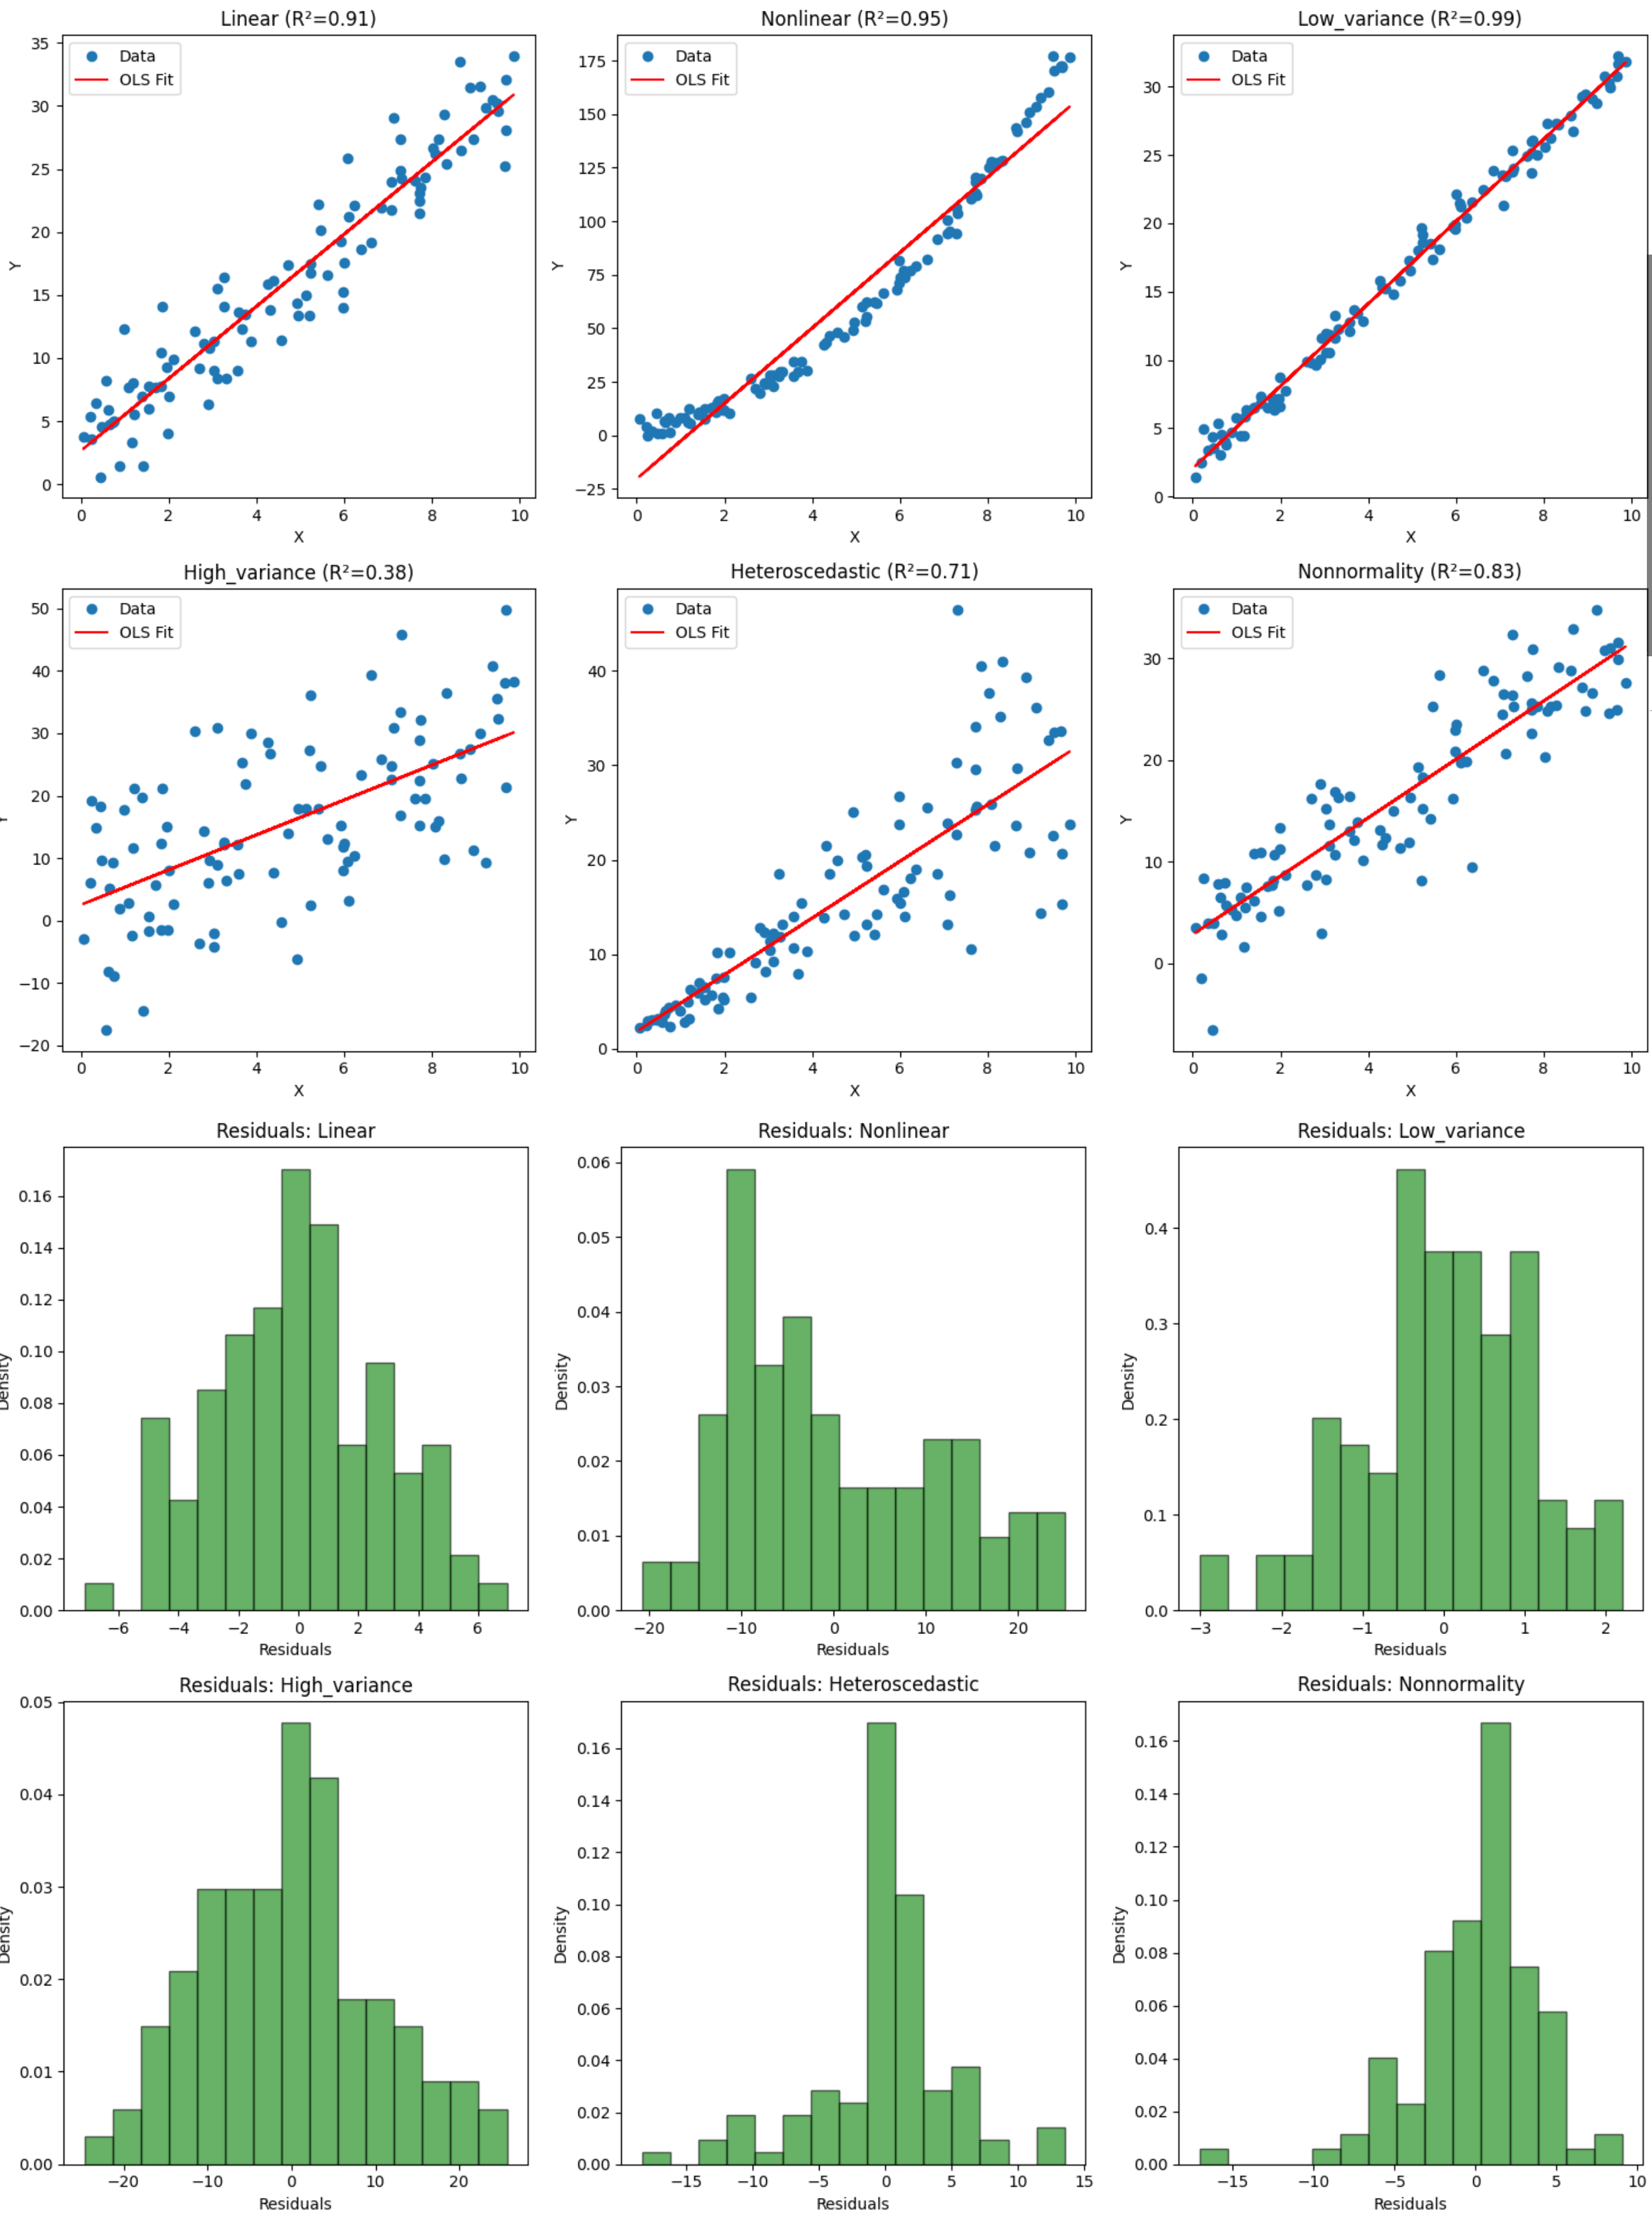 Linear (R²=0.91)
Data
OLS Fit
35
30
25
20
15
10
5
0
Y
0 2 4 6 8 10
X
Nonlinear (R²=0.95)
Data
OLS Fit
175
150
125
100
75
50
25
0
−25
Y
0 2 4 6 8 10
X
Low_variance (R²=0.99)
Data
OLS Fit
30
25
20
15
10
5
0
Y
0 2 4 6 8 10
X
High_variance (R²=0.38)
Data
OLS Fit
50
40
30
20
10
0
−10
−20
Y
0 2 4 6 8 10
X
Heteroscedastic (R²=0.71)
Data
OLS Fit
40
30
20
10
0
Y
0 2 4 6 8 10
X
Nonnormality (R²=0.83)
Data
OLS Fit
30
20
10
0
Y
0 2 4 6 8 10
X
Residuals: Linear
0.16
0.14
0.12
0.10
0.08
0.06
0.04
0.02
0.00
Density
−6 −4 −2 0 2 4 6
Residuals
Residuals: Nonlinear
0.06
0.05
0.04
0.03
0.02
0.01
0.00
Density
−20 −10 0 10 20
Residuals
Residuals: Low_variance
0.4
0.3
0.2
0.1
0.0
Density
−3 −2 −1 0 1 2
Residuals
Residuals: High_variance
0.05
0.04
0.03
0.02
0.01
0.00
Density
−20 −10 0 10 20
Residuals
Residuals: Heteroscedastic
0.16
0.14
0.12
0.10
0.08
0.06
0.04
0.02
0.00
Density
−15 −10 −5 0 5 10 15
Residuals
Residuals: Nonnormality
0.16
0.14
0.12
0.10
0.08
0.06
0.04
0.02
0.00
Density
−15 −10 −5 0 5 10
Residuals